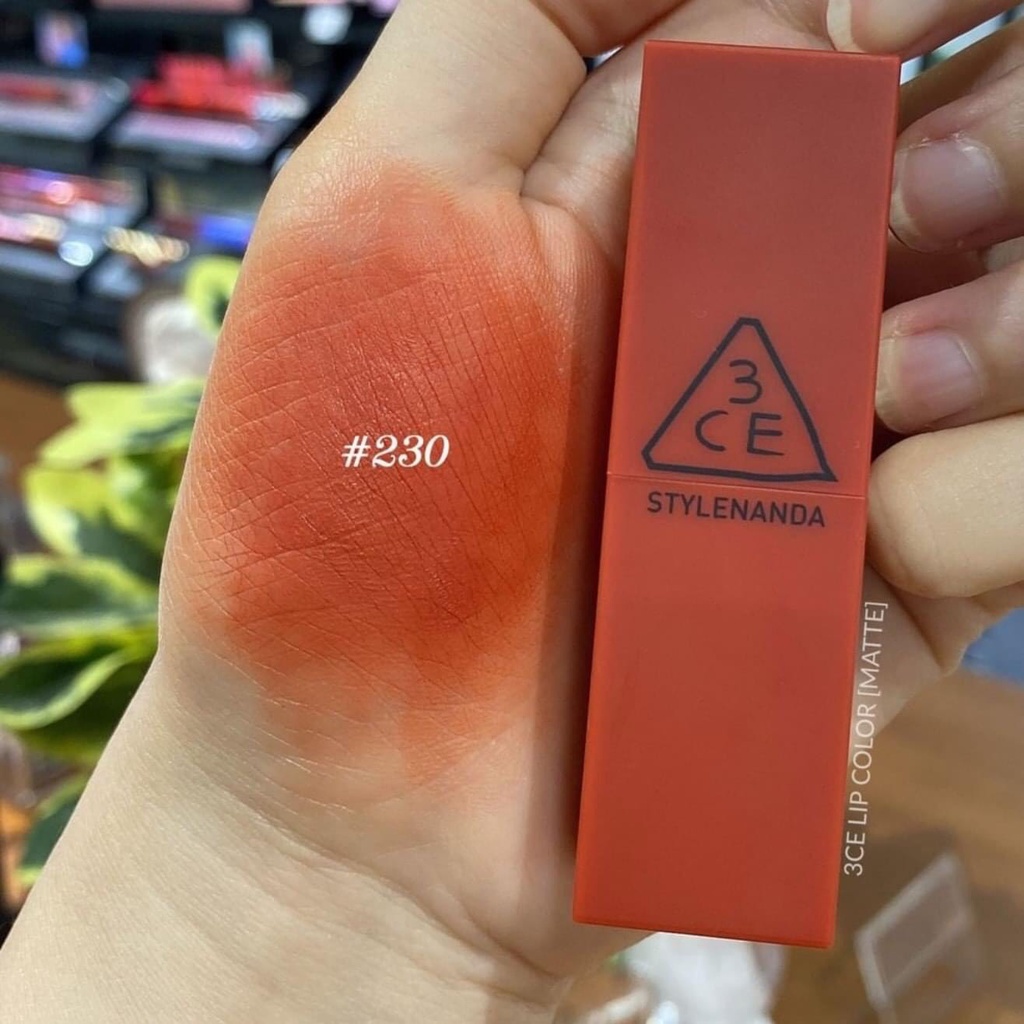 #230
3
CE
STYLENANDA
3CE LIP COLOR [MATTE]